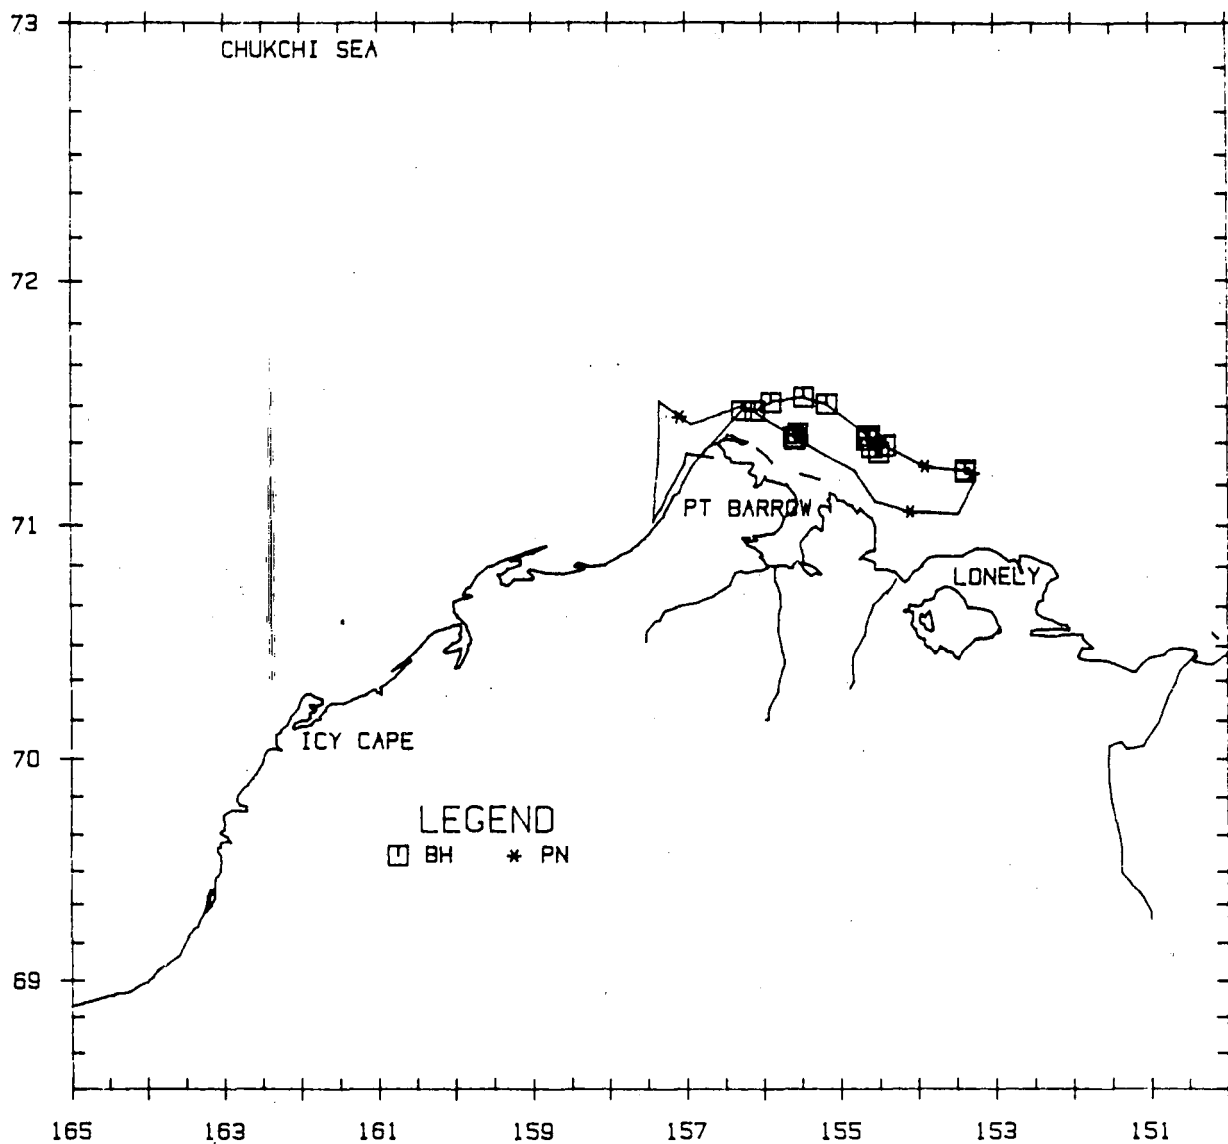 73
CHUKCHI SEA
72
71
PT BARROW
LONELY
ICY CAPE
70
LEGEND
BH * PN
69
165 163 161 159 157 155 153 151